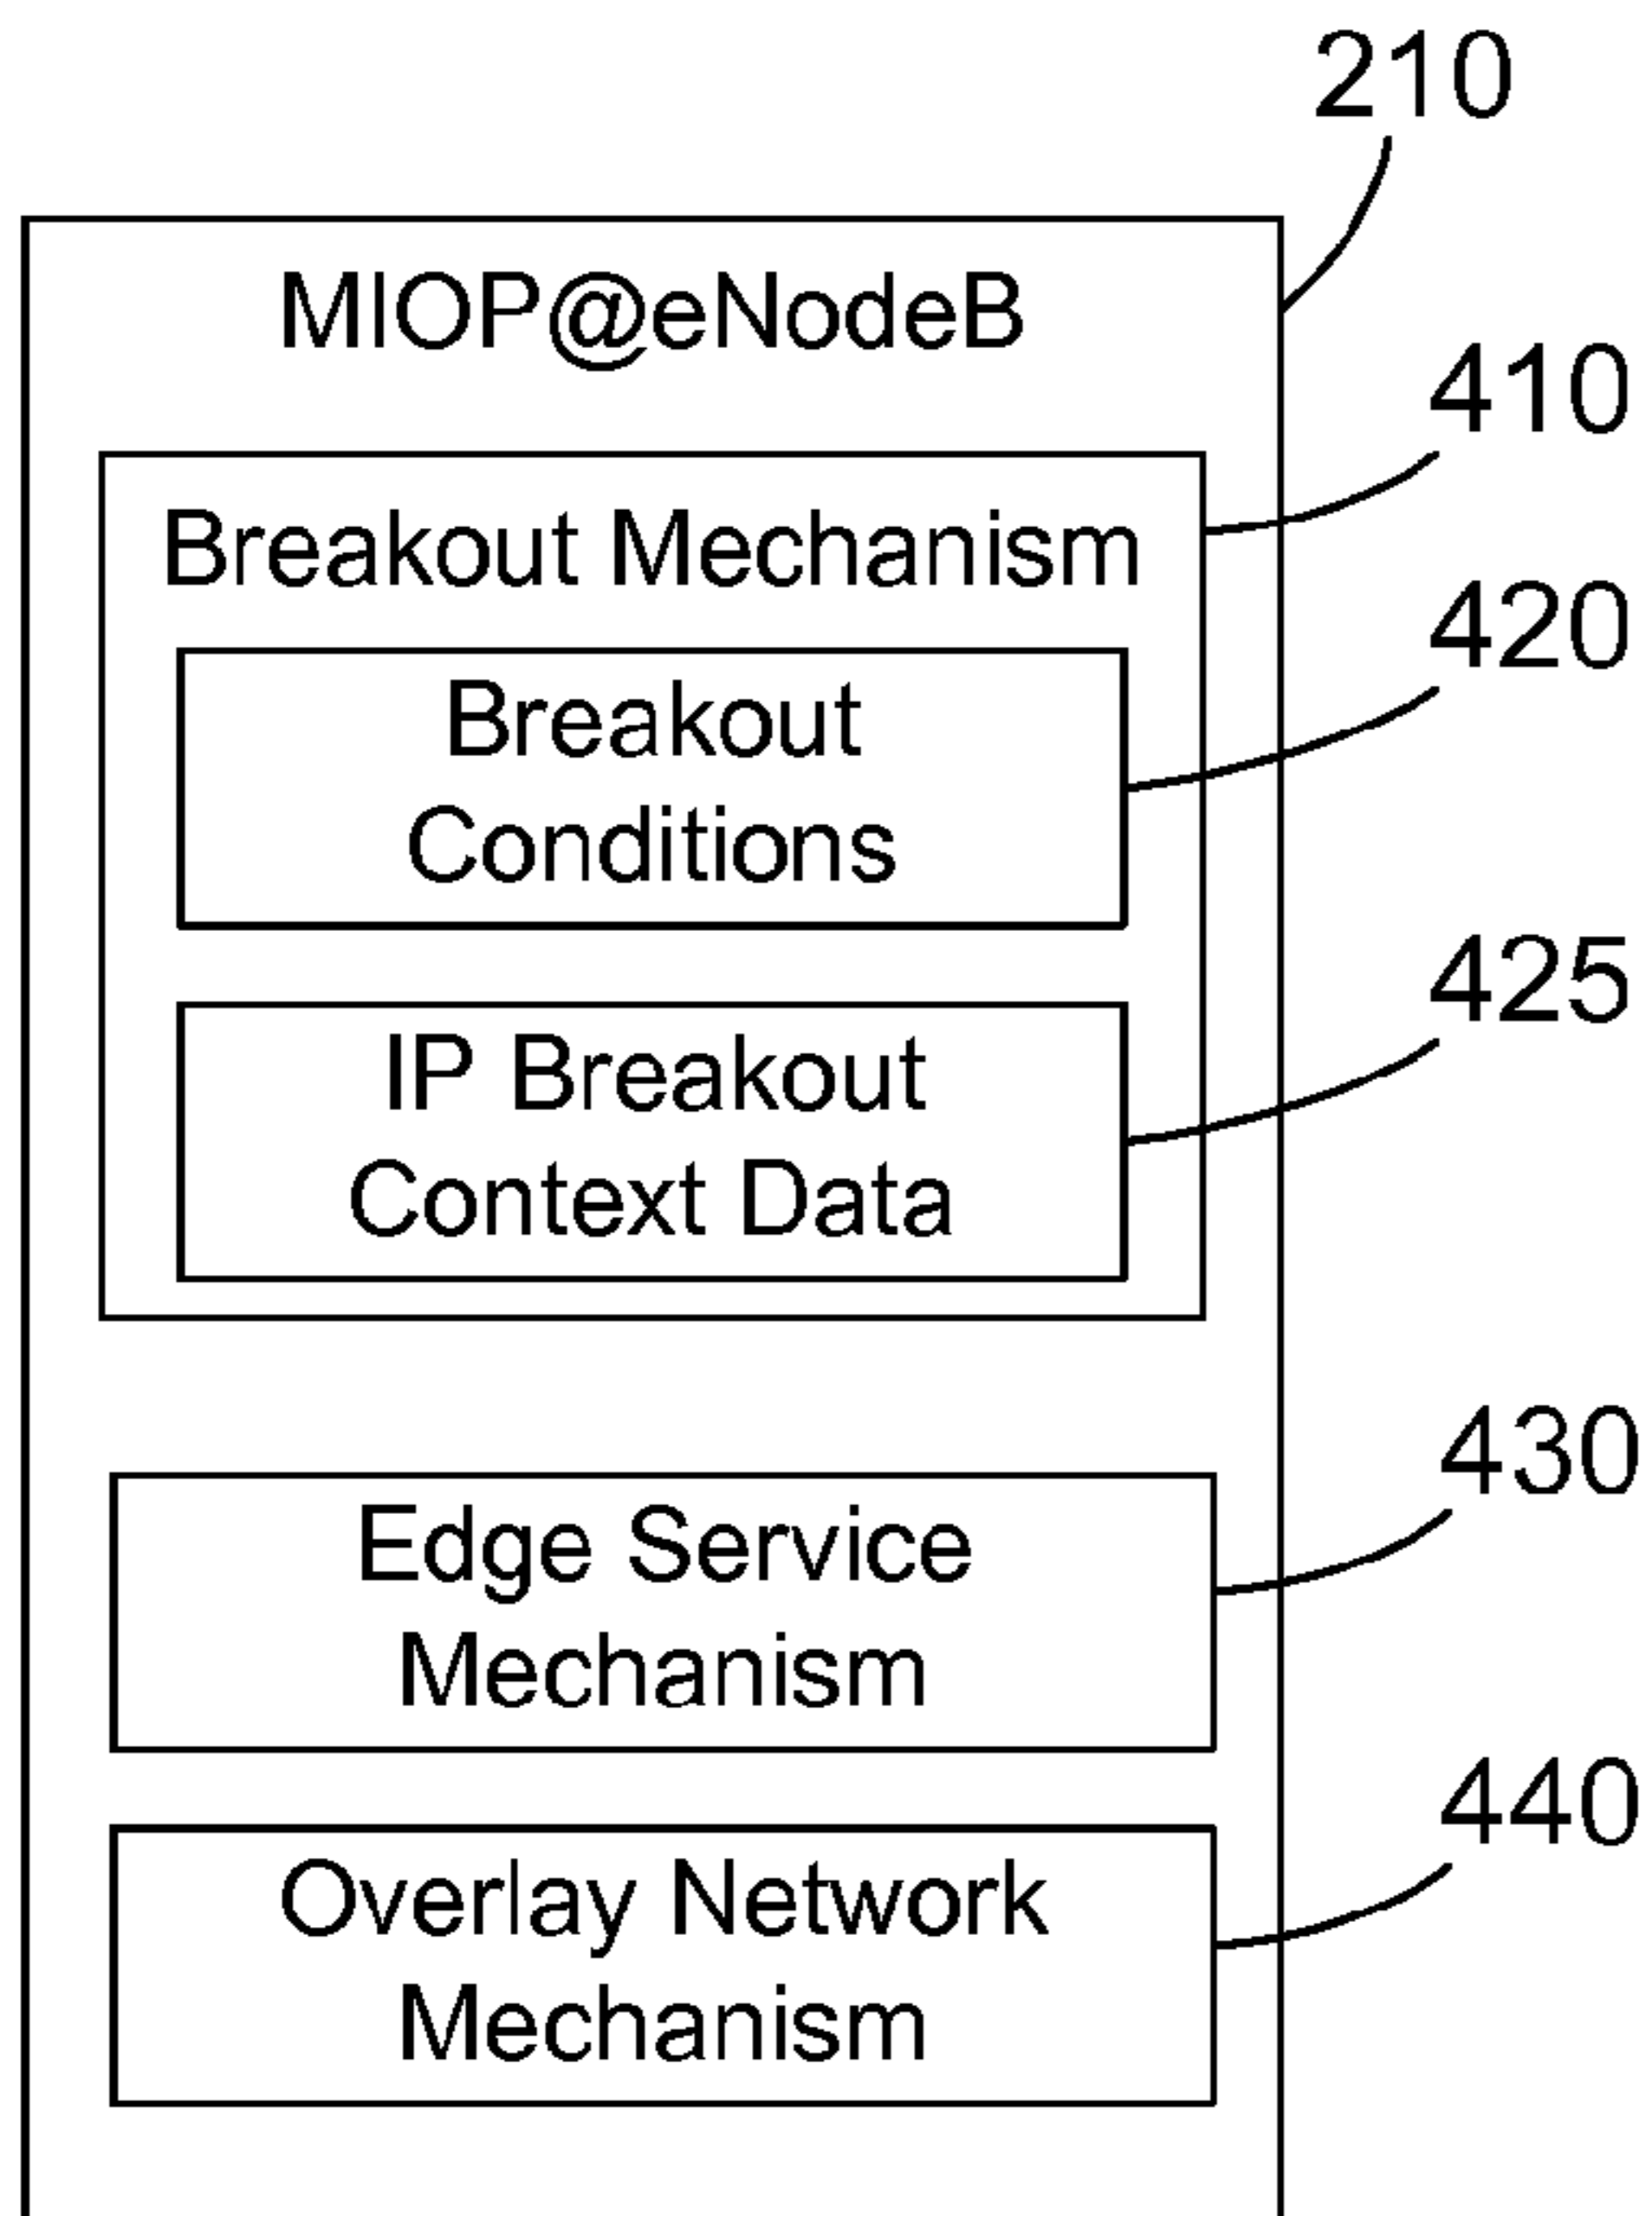 210
MIOP@eNodeB
410
Breakout Mechanism
420
Breakout
Conditions
425
IP Breakout
Context Data
430
Edge Service
Mechanism
440
Overlay Network
Mechanism